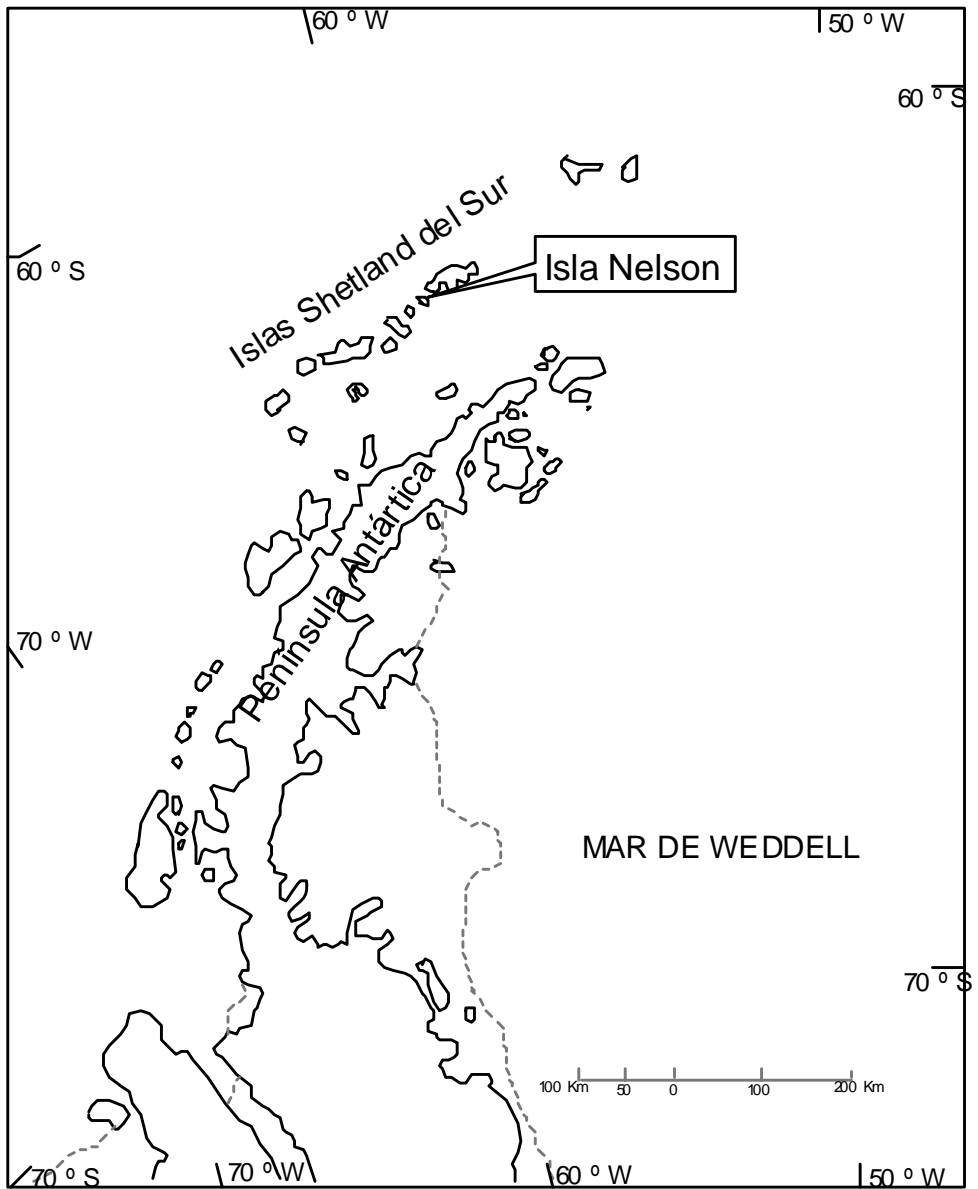 60 º W
50 º W
60 º S
Islas Shetland del Sur
60 º S
Isla Nelson
Península Antártica
70 º W
MAR DE WEDDELL
70 º S
100 Km 50 0 100 200 Km
70 º S
70 º W
60 º W
50 º W